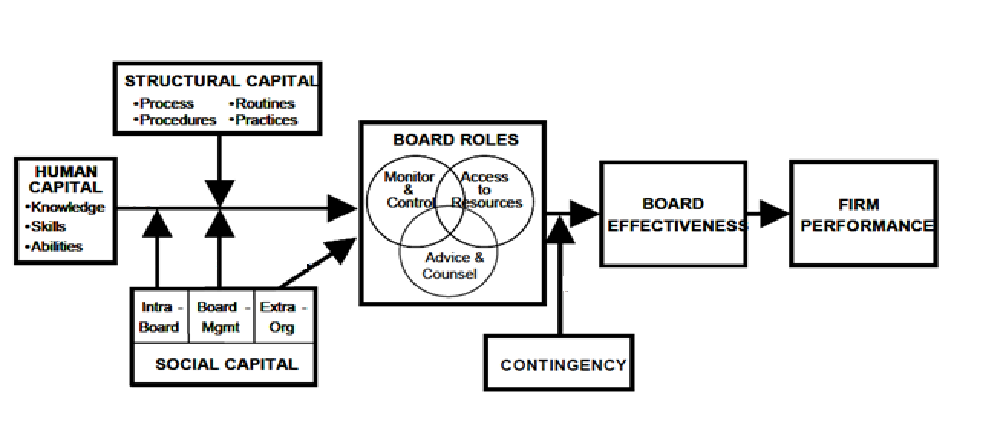 STRUCTURAL CAPITAL
•Process •Routines
•Procedures •Practices
HUMAN
CAPITAL
•Knowledge
•Skills
•Abilities
Intra - Board - Extra -
Board Mgmt Org
SOCIAL CAPITAL
BOARD ROLES
Monitor
&
Control
Access
to
Resources
Advice &
Counsel
CONTINGENCY
BOARD
EFFECTIVENESS
FIRM
PERFORMANCE